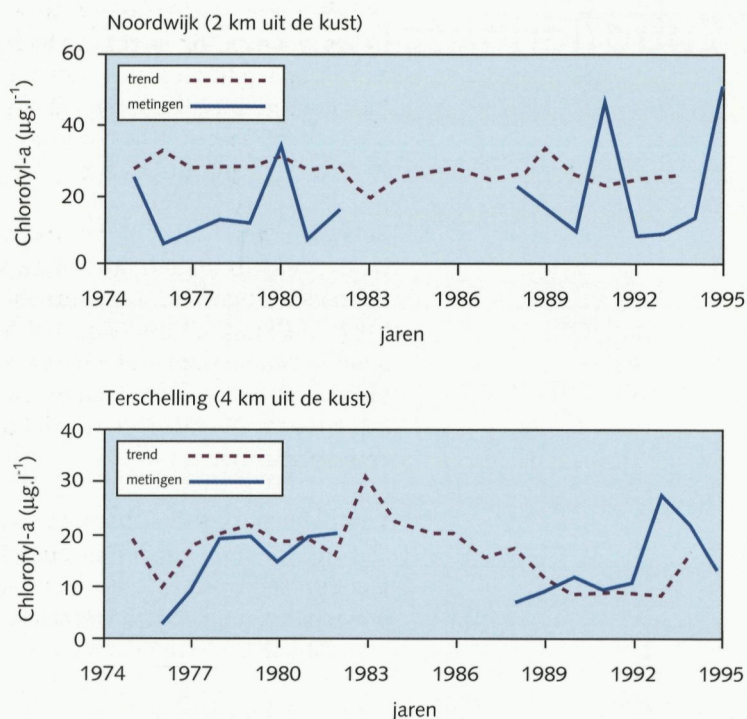 Noordwijk (2 km uit de kust)
Chlorofyl-a (µg.l⁻¹)
60
40
20
0
trend
metingen
1974 1977 1980 1983 1986 1989 1992 1995
jaren
Terschelling (4 km uit de kust)
Chlorofyl-a (µg.l⁻¹)
40
30
20
10
0
trend
metingen
1974 1977 1980 1983 1986 1989 1992 1995
jaren